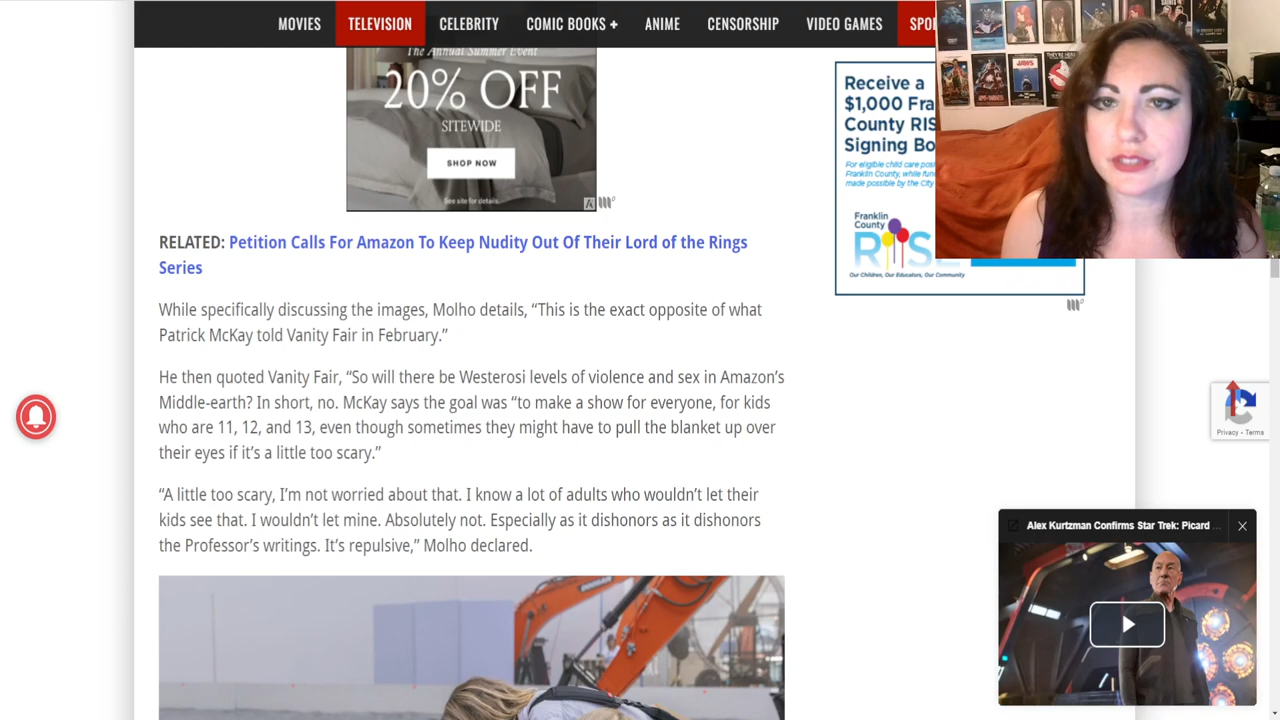 MOVIES
TELEVISION
CELEBRITY
COMIC BOOKS +
ANIME
CENSORSHIP
VIDEO GAMES
The Annual Summer Event
20% OFF
SITEWIDE
SHOP NOW
See site for details.
Receive a
$1,000
County
Signing
For eligible child care
Franklin County, while
made possible by the City
Franklin
County
RISE
Our Children, Our Educators, Our Community
JAWS
RELATED: Petition Calls For Amazon To Keep Nudity Out Of Their Lord of the Rings
Series
While specifically discussing the images, Molho details, “This is the exact opposite of what
Patrick McKay told Vanity Fair in February.”
He then quoted Vanity Fair, “So will there be Westerosi levels of violence and sex in Amazon’s
Middle-earth? In short, no. McKay says the goal was “to make a show for everyone, for kids
who are 11, 12, and 13, even though sometimes they might have to pull the blanket up over
their eyes if it’s a little too scary.”
“A little too scary, I’m not worried about that. I know a lot of adults who wouldn’t let their
kids see that. I wouldn’t let mine. Absolutely not. Especially as it dishonors as it dishonors
the Professor’s writings. It’s repulsive,” Molho declared.
Privacy - Terms
Alex Kurtzman Confirms Star Trek: Picard ...